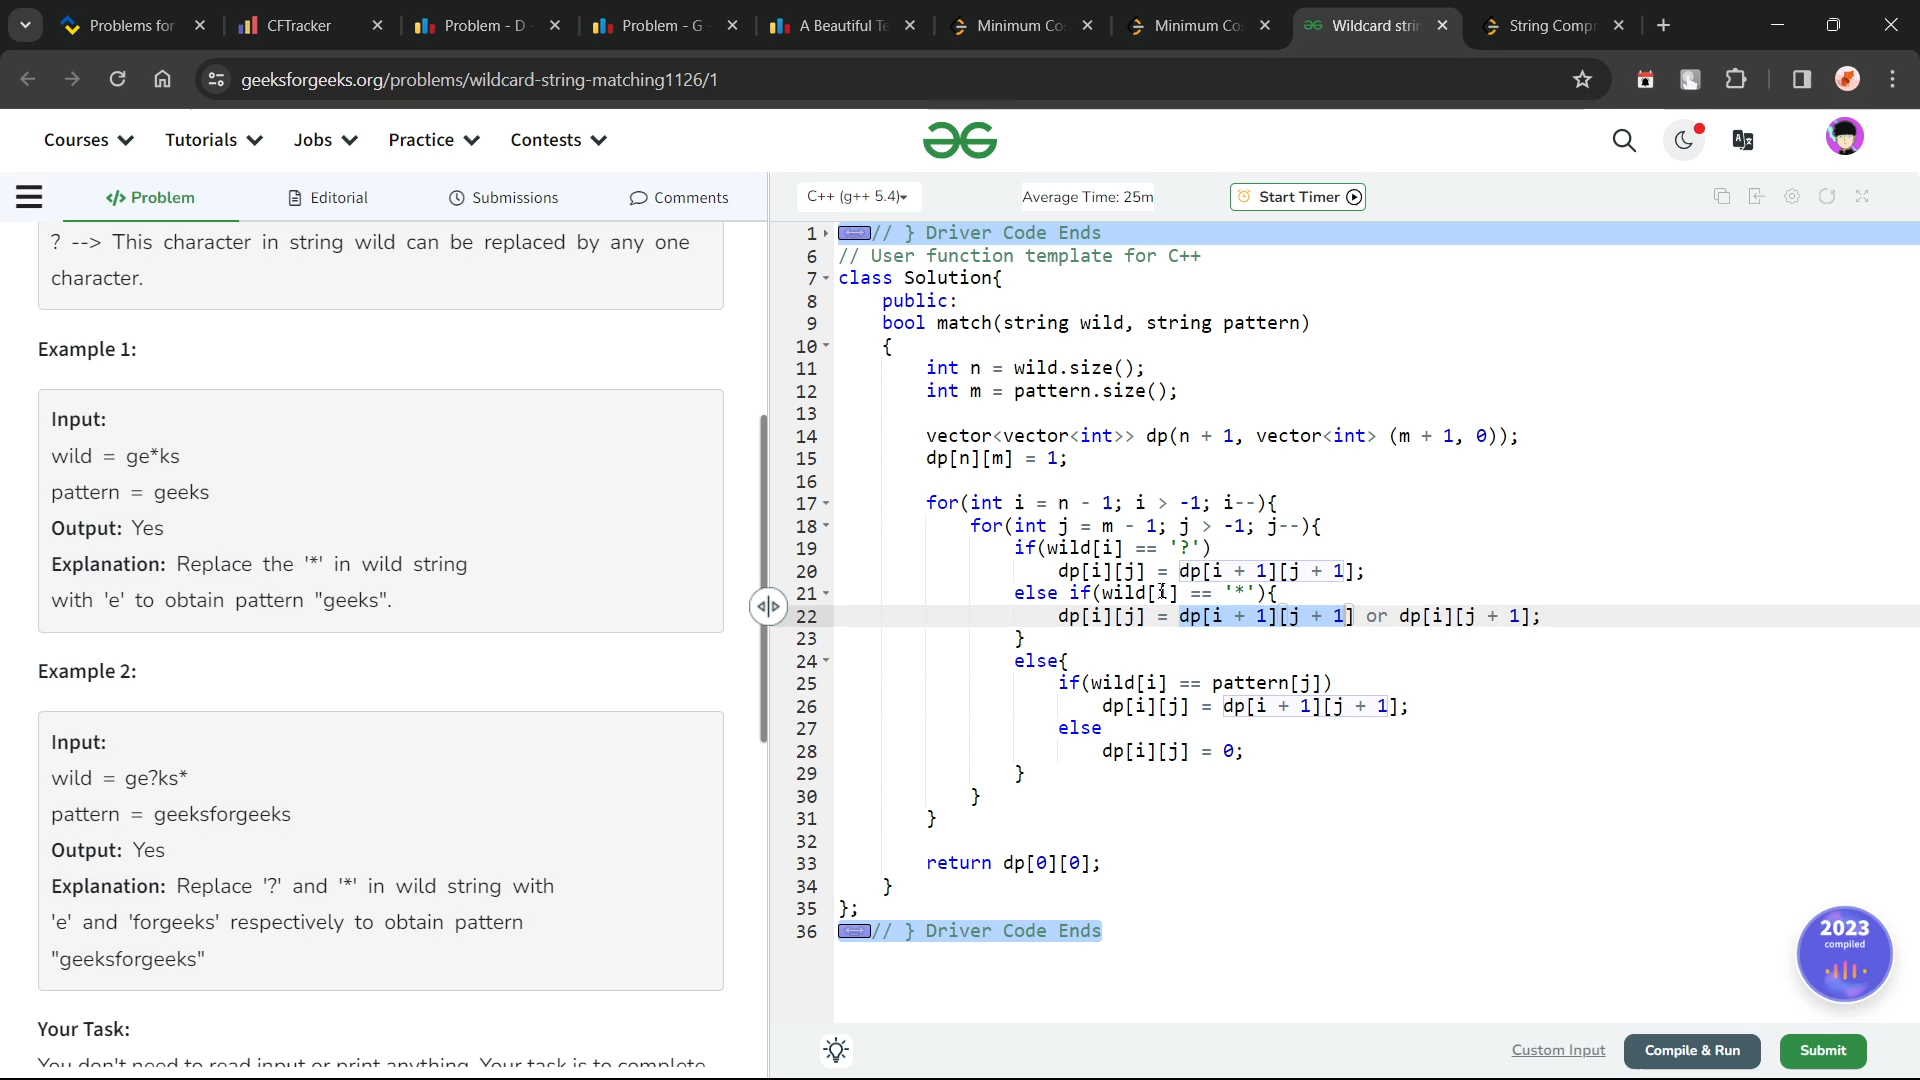 Problems for
CFTracker
Problem - D
Problem - G
A Beautiful Te
Minimum Co
Minimum Co
Wildcard strin
String Compr
geeksforgeeks.org/problems/wildcard-string-matching1126/1
Courses Tutorials Jobs Practice Contests
</> Problem Editorial Submissions Comments
C++ (g++ 5.4) Average Time: 25m Start Timer
? --> This character in string wild can be replaced by any one
character.
Example 1:
Input:
wild = ge*ks
pattern = geeks
Output: Yes
Explanation: Replace the '*' in wild string
with 'e' to obtain pattern "geeks".
Example 2:
Input:
wild = ge?ks*
pattern = geeksforgeeks
Output: Yes
Explanation: Replace '?' and '*' in wild string with
'e' and 'forgeeks' respectively to obtain pattern
"geeksforgeeks"
Your Task:
You don't need to read input or print anything. Your task is to complete
1 // } Driver Code Ends
6 // User function template for C++
7 class Solution{
8 public:
9 bool match(string wild, string pattern)
10 {
11 int n = wild.size();
12 int m = pattern.size();
13
14 vector<vector<int>> dp(n + 1, vector<int> (m + 1, 0));
15 dp[n][m] = 1;
16
17 for(int i = n - 1; i > -1; i--){
18 for(int j = m - 1; j > -1; j--){
19 if(wild[i] == '?')
20 dp[i][j] = dp[i + 1][j + 1];
21 else if(wild[i] == '*'){
22 dp[i][j] = dp[i + 1][j + 1] or dp[i][j + 1];
23 }
24 else{
25 if(wild[i] == pattern[j])
26 dp[i][j] = dp[i + 1][j + 1];
27 else
28 dp[i][j] = 0;
29 }
30 }
31 }
32
33 return dp[0][0];
34 }
35 };
36 // } Driver Code Ends
2023
compiled
Custom Input Compile & Run Submit